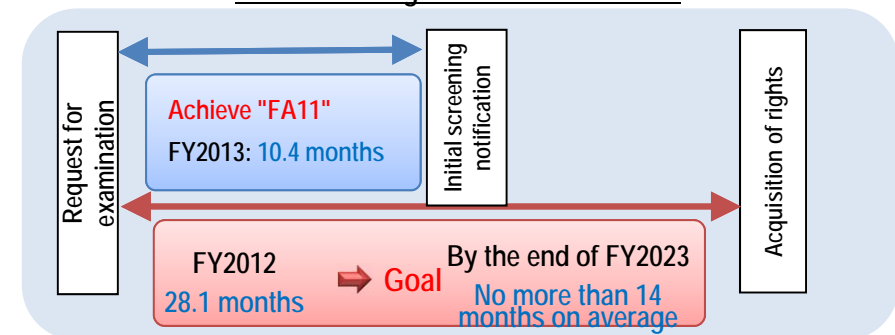 Request for
examination
Achieve "FA11"
FY2013: 10.4 months
Initial screening
notification
Acquisition of rights
FY2012
28.1 months
Goal
By the end of FY2023
No more than 14
months on average